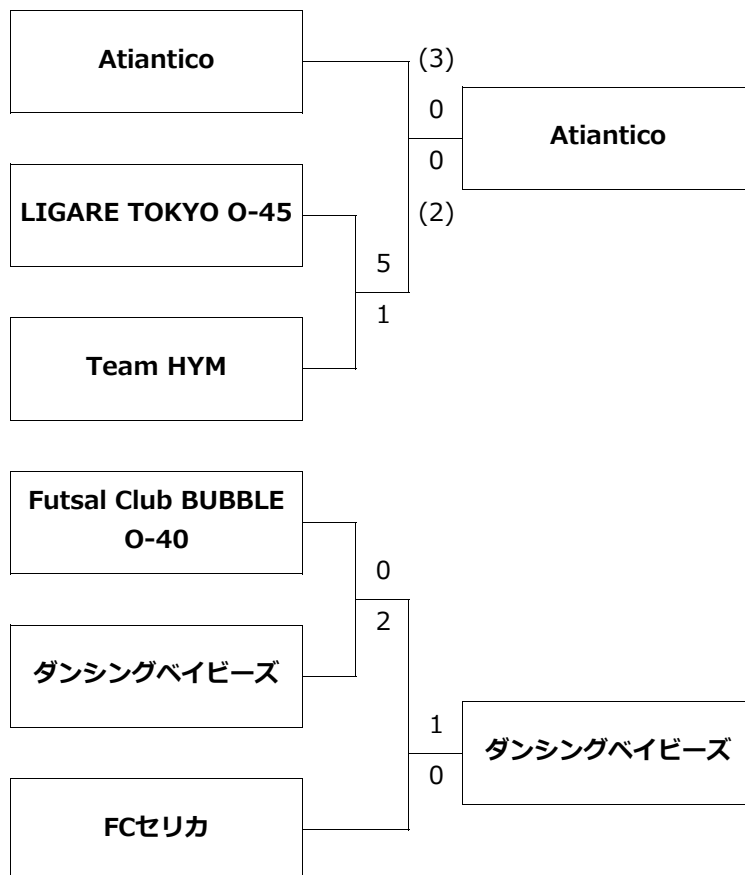 Atiantico
(3)
0
Atiantico
0
LIGARE TOKYO O-45
(2)
5
1
Team HYM
Futsal Club BUBBLE
O-40
0
2
ダンシングベイビーズ
1
ダンシングベイビーズ
0
FCセリカ